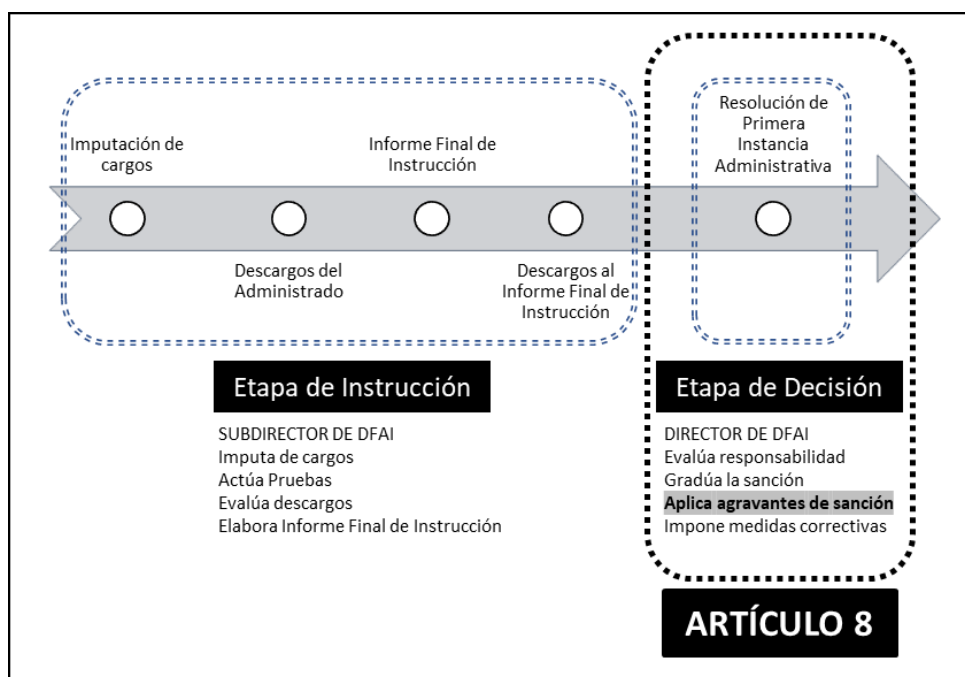 Imputación de
cargos
Descargos del
Administrado
Informe Final de
Instrucción
Descargos al
Informe Final de
Instrucción
Resolución de
Primera
Instancia
Administrativa
Etapa de Instrucción
SUBDIRECTOR DE DFAI
Imputa de cargos
Actúa Pruebas
Evalúa descargos
Elabora Informe Final de Instrucción
Etapa de Decisión
DIRECTOR DE DFAI
Evalúa responsabilidad
Gradúa la sanción
Aplica agravantes de sanción
Impone medidas correctivas
ARTÍCULO 8